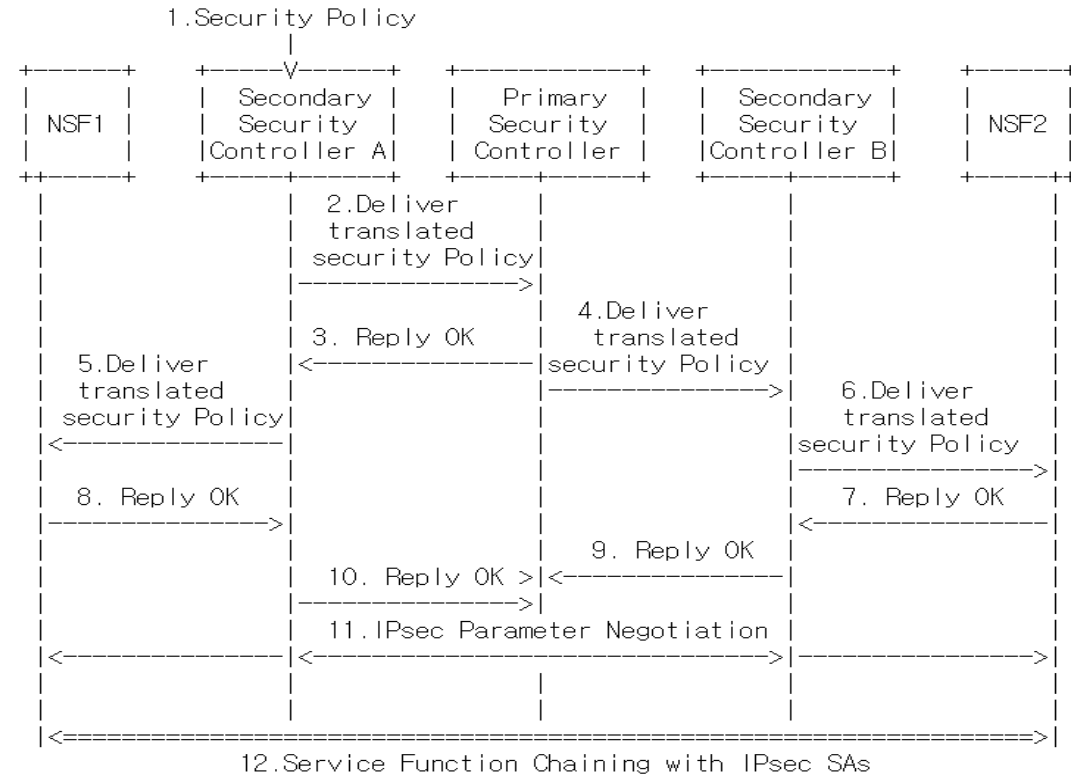 1.Security Policy
NSF1
Secondary
Security
Controller A
Primary
Security
Controller
Secondary
Security
Controller B
NSF2
2.Deliver
translated
security Policy
3. Reply OK
4.Deliver
translated
security Policy
5.Deliver
translated
security Policy
6.Deliver
translated
security Policy
8. Reply OK
7. Reply OK
9. Reply OK
10. Reply OK >
11.IPsec Parameter Negotiation
12.Service Function Chaining with IPsec SAs